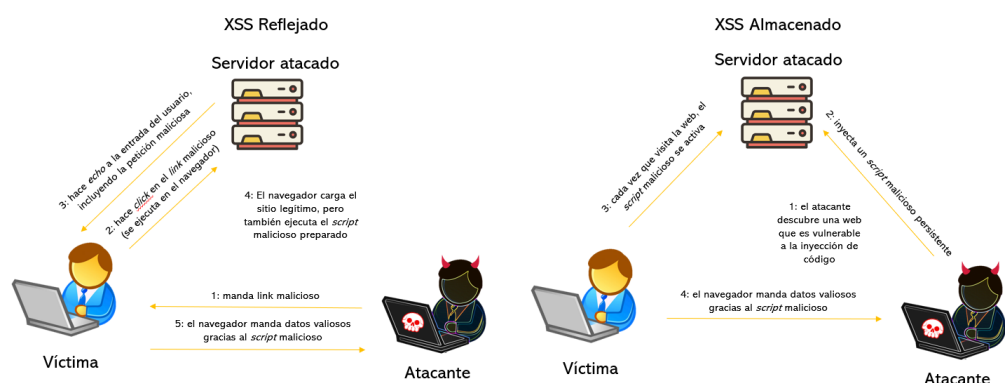 XSS Reflejado
Servidor atacado
3: hace echo a la entrada del usuario,
incluyendo la petición maliciosa
2: hace click en el link malicioso
(se ejecuta en el navegador)
4: El navegador carga el
sitio legítimo, pero
también ejecuta el script
malicioso preparado
1: manda link malicioso
5: el navegador manda datos valiosos
gracias al script malicioso
Víctima
Atacante
XSS Almacenado
Servidor atacado
3: cada vez que visita la web, el
script malicioso se activa
2: inyecta un script malicioso persistente
1: el atacante
descubre una web
que es vulnerable
a la inyección de
código
4: el navegador manda datos valiosos
gracias al script malicioso
Víctima
Atacante